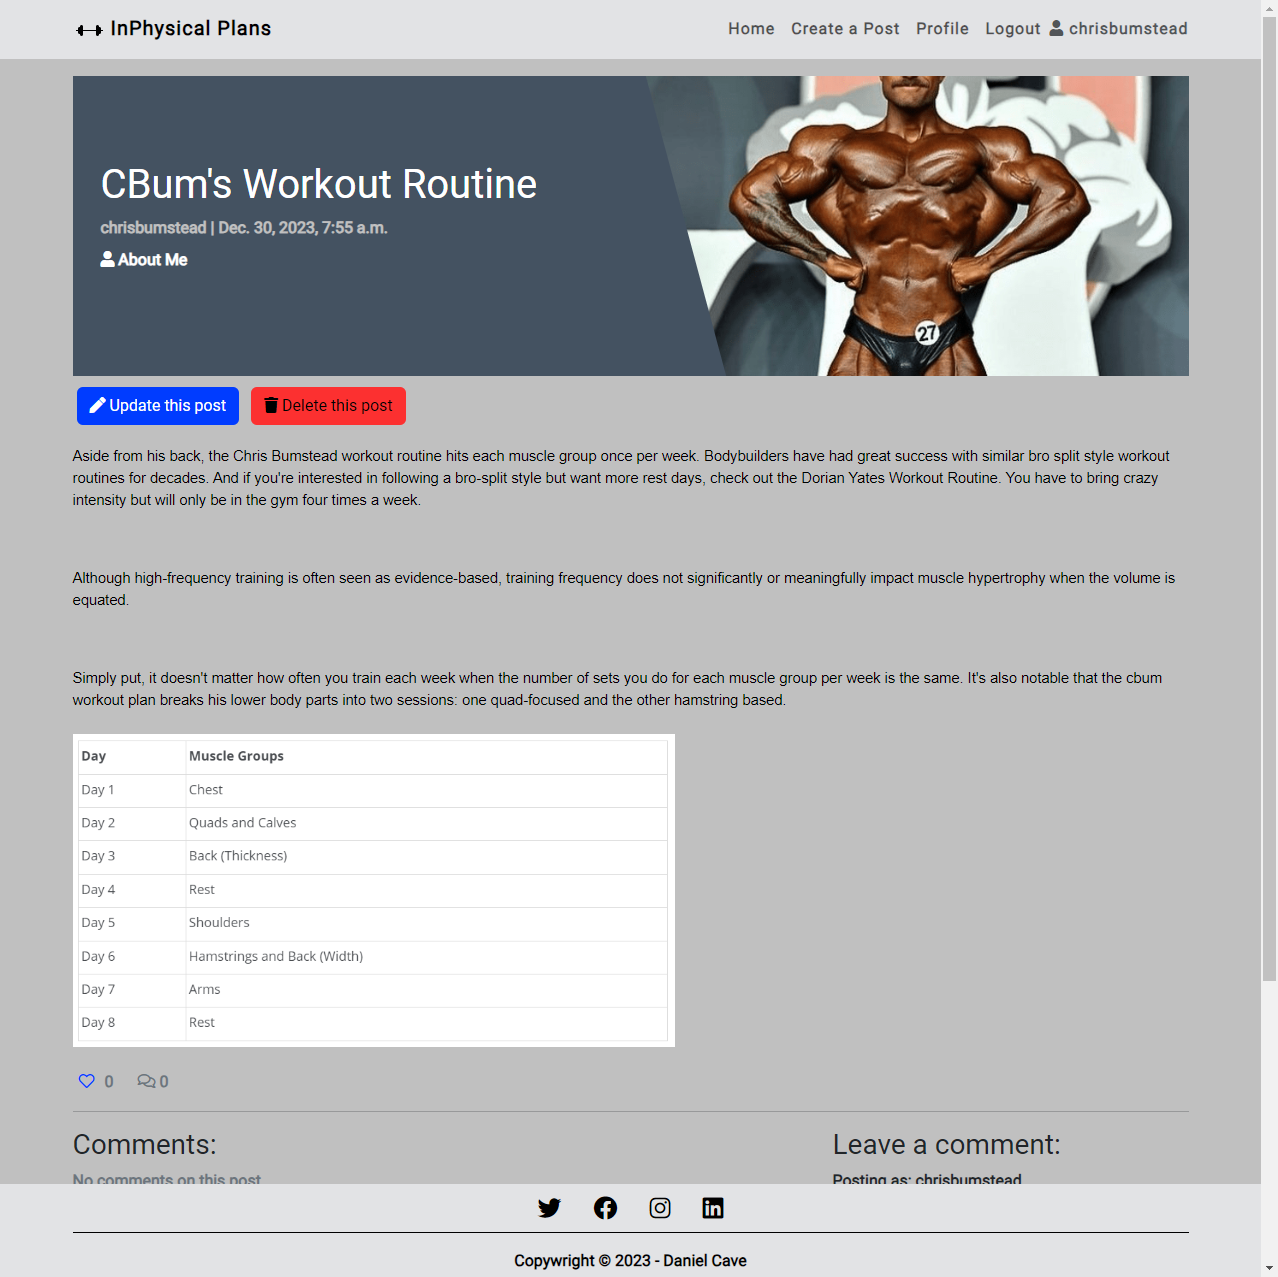 InPhysical Plans
Home Create a Post Profile Logout chrisbumstead
CBum's Workout Routine
chrisbumstead | Dec. 30, 2023, 7:55 a.m.
About Me
27
Update this post Delete this post
Aside from his back, the Chris Bumstead workout routine hits each muscle group once per week. Bodybuilders have had great success with similar bro split style workout
routines for decades. And if you're interested in following a bro-split style but want more rest days, check out the Dorian Yates Workout Routine. You have to bring crazy
intensity but will only be in the gym four times a week.
Although high-frequency training is often seen as evidence-based, training frequency does not significantly or meaningfully impact muscle hypertrophy when the volume is
equated.
Simply put, it doesn't matter how often you train each week when the number of sets you do for each muscle group per week is the same. It's also notable that the cbum
workout plan breaks his lower body parts into two sessions: one quad-focused and the other hamstring based.
Day Muscle Groups
Day 1 Chest
Day 2 Quads and Calves
Day 3 Back (Thickness)
Day 4 Rest
Day 5 Shoulders
Day 6 Hamstrings and Back (Width)
Day 7 Arms
Day 8 Rest
0 0
Comments: Leave a comment:
No comments on this post Posting as: chrisbumstead
Copywright © 2023 - Daniel Cave